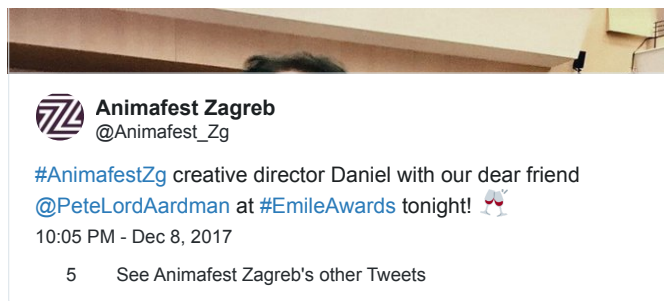 Animafest Zagreb
@Animafest_Zg
#AnimafestZg creative director Daniel with our dear friend
@PeteLordAardman at #EmileAwards tonight! 🥂
10:05 PM - Dec 8, 2017
5 See Animafest Zagreb's other Tweets